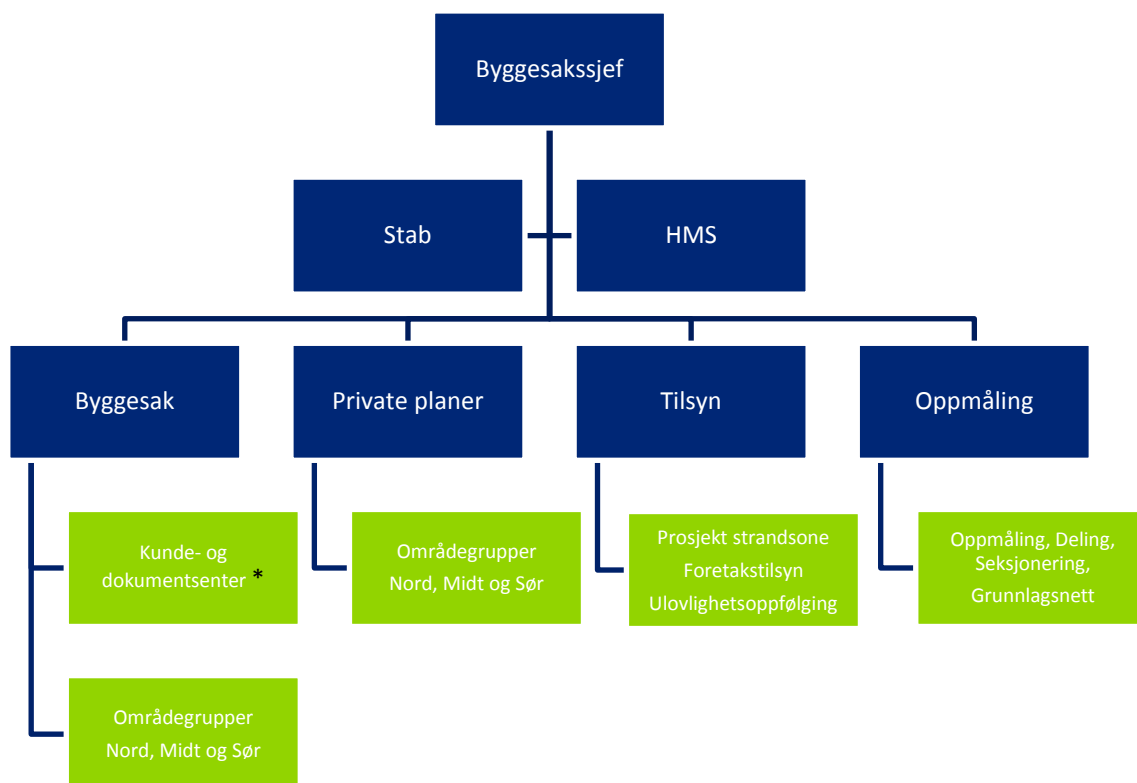 Byggesakssjef
Stab
HMS
Byggesak
Private planer
Tilsyn
Oppmåling
Kunde- og
dokumentsenter *
Områdegrupper
Nord, Midt og Sør
Prosjekt strandsone
Foretakstilsyn
Ulovlighetsoppfølging
Oppmåling, Deling,
Seksjonering,
Grunnlagsnett
Områdegrupper
Nord, Midt og Sør